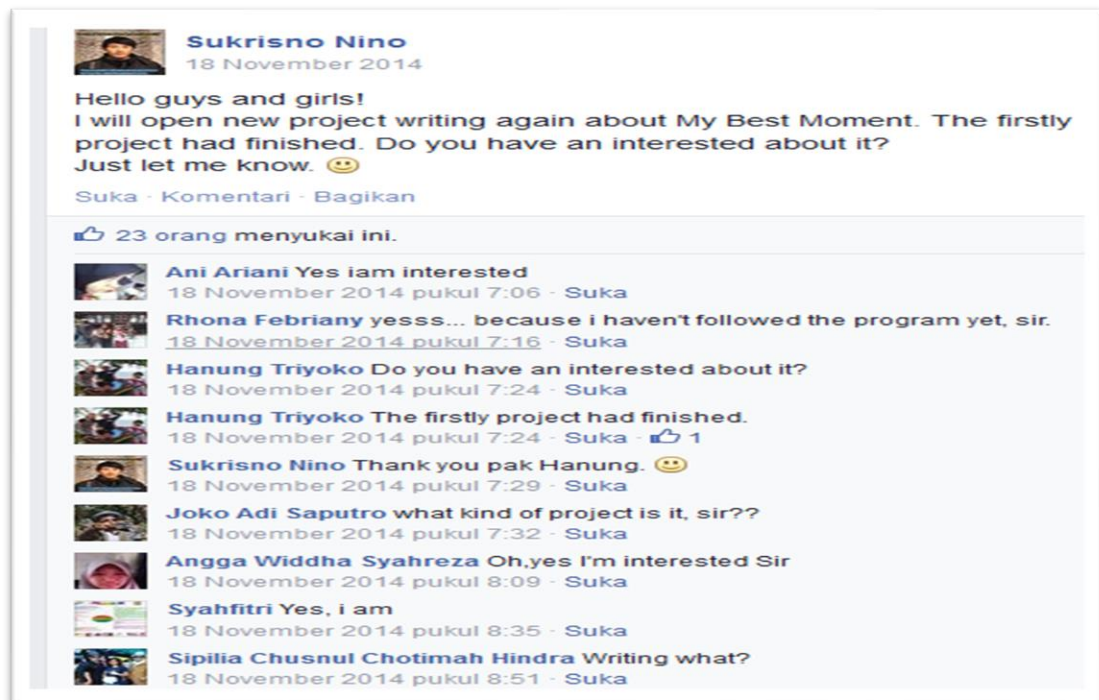 Sukrisno Nino
18 November 2014
Hello guys and girls!
I will open new project writing again about My Best Moment. The firstly
project had finished. Do you have an interested about it?
Just let me know. 🙂
Suka · Komentari · Bagikan
23 orang menyukai ini.
Ani Ariani Yes iam interested
18 November 2014 pukul 7:06 · Suka
Rhona Febriany yesss... because i haven't followed the program yet, sir.
18 November 2014 pukul 7:16 · Suka
Hanung Triyoko Do you have an interested about it?
18 November 2014 pukul 7:24 · Suka
Hanung Triyoko The firstly project had finished.
18 November 2014 pukul 7:24 · Suka · 1
Sukrisno Nino Thank you pak Hanung. 🙂
18 November 2014 pukul 7:29 · Suka
Joko Adi Saputro what kind of project is it, sir??
18 November 2014 pukul 7:32 · Suka
Angga Widdha Syahreza Oh,yes I'm interested Sir
18 November 2014 pukul 8:09 · Suka
Syahfitri Yes, i am
18 November 2014 pukul 8:35 · Suka
Sipilia Chusnul Chotimah Hindra Writing what?
18 November 2014 pukul 8:51 · Suka